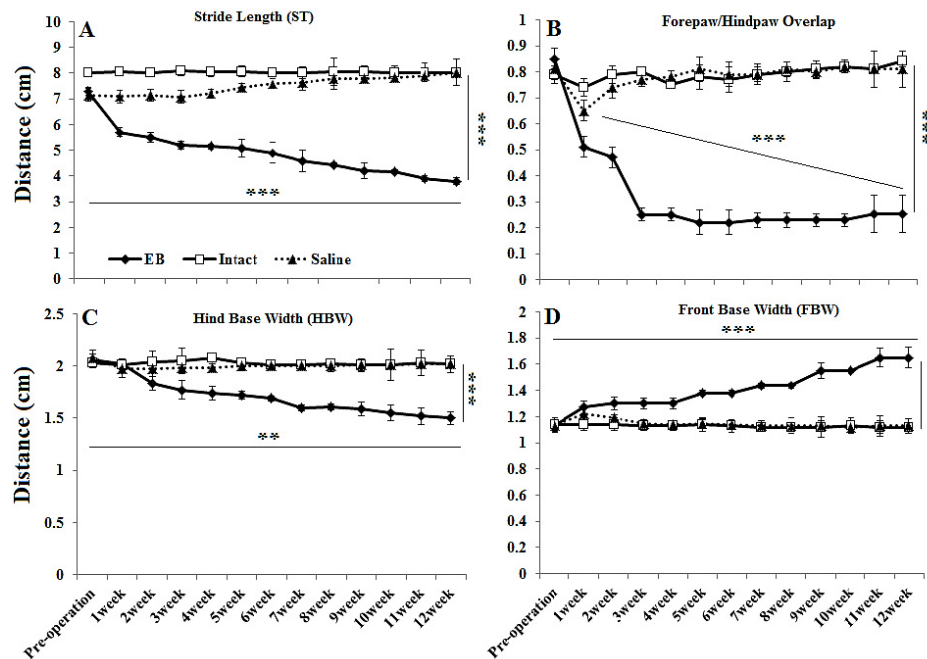 A
Stride Length (ST)
Distance (cm)
10
9
8
7
6
5
4
3
2
1
0
***
***
EB Intact Saline
B
Forepaw/Hindpaw Overlap
1
0.9
0.8
0.7
0.6
0.5
0.4
0.3
0.2
0.1
0
***
***
C
Hind Base Width (HBW)
Distance (cm)
2.5
2
1.5
1
0.5
0
***
**
Pre-operation
1week
2week
3week
4week
5week
6week
7week
8week
9week
10week
11week
12week
D
Front Base Width (FBW)
2
1.8
1.6
1.4
1.2
1
0.8
0.6
0.4
0.2
0
***
Pre-operation
1week
2week
3week
4week
5week
6week
7week
8week
9week
10week
11week
12week